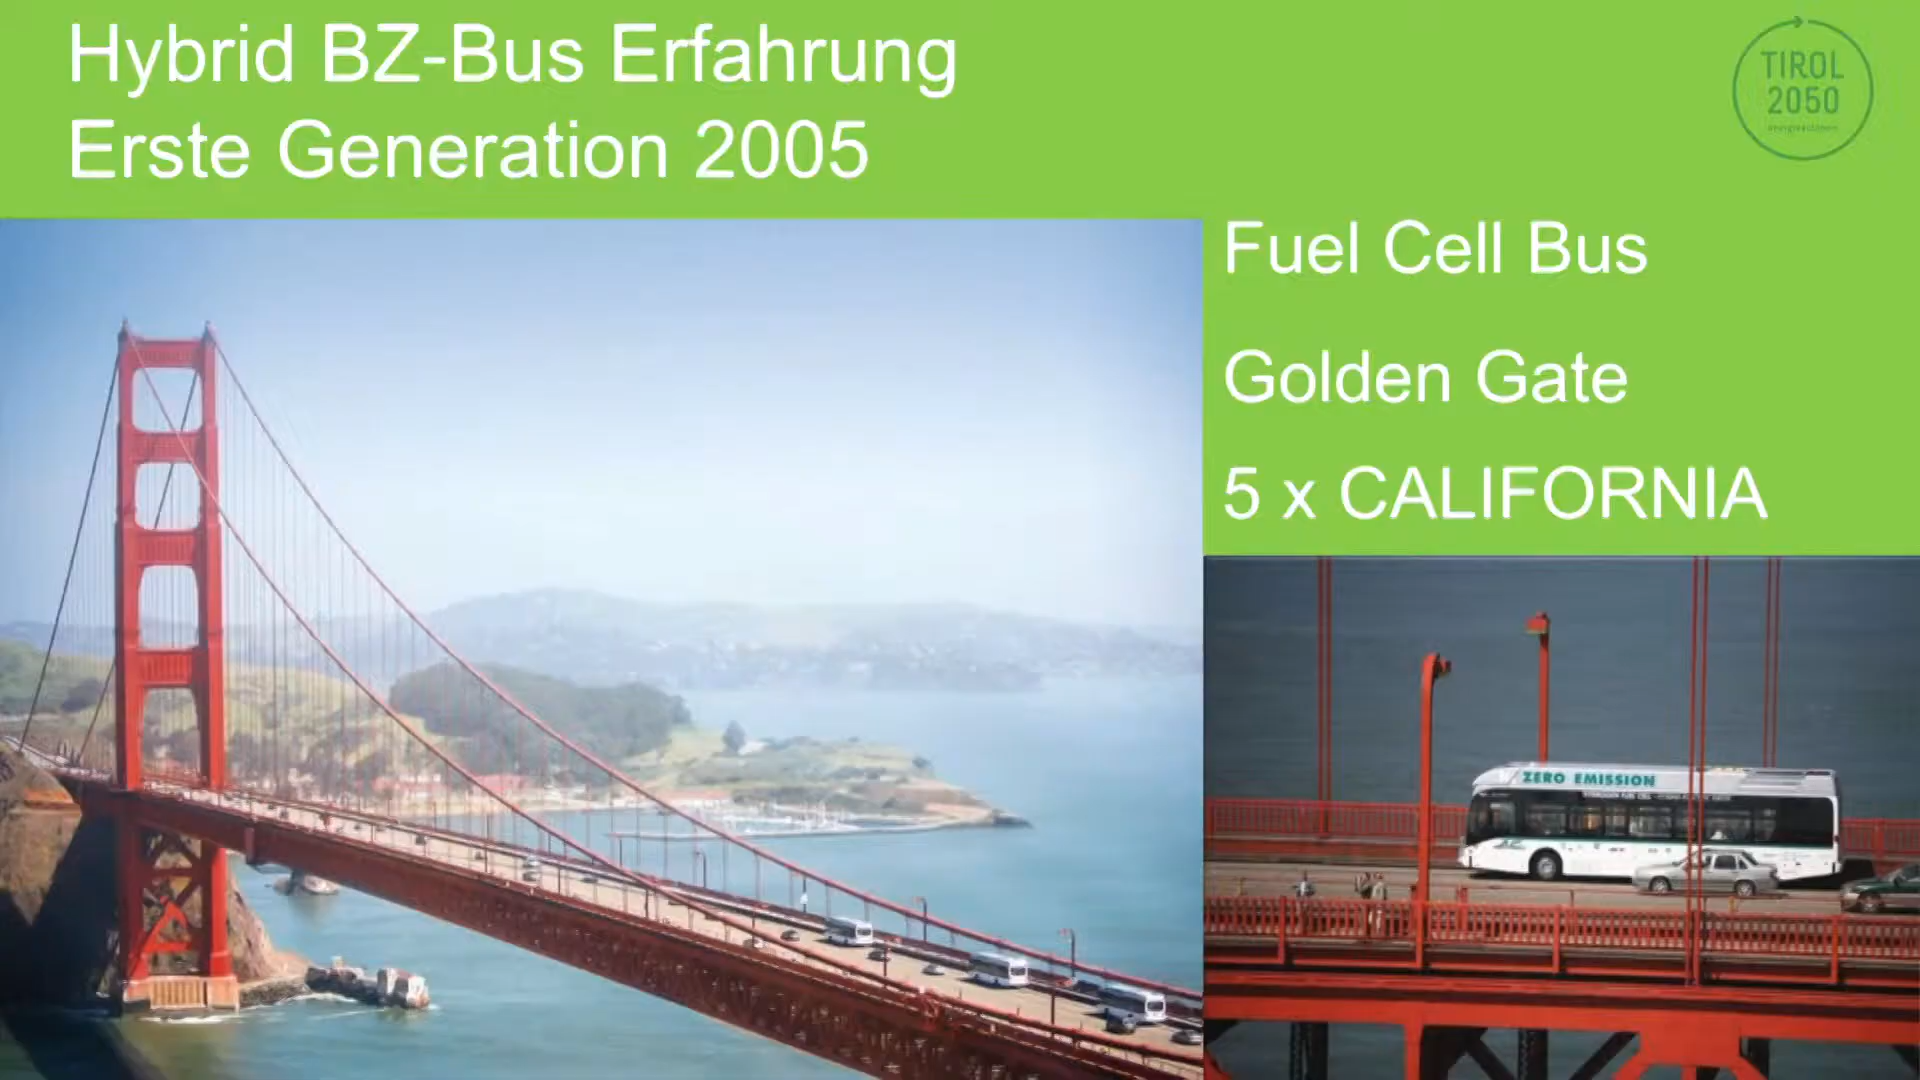 Hybrid BZ-Bus Erfahrung
Erste Generation 2005
TIROL
2050
Fuel Cell Bus
Golden Gate
5 x CALIFORNIA
ZERO EMISSION